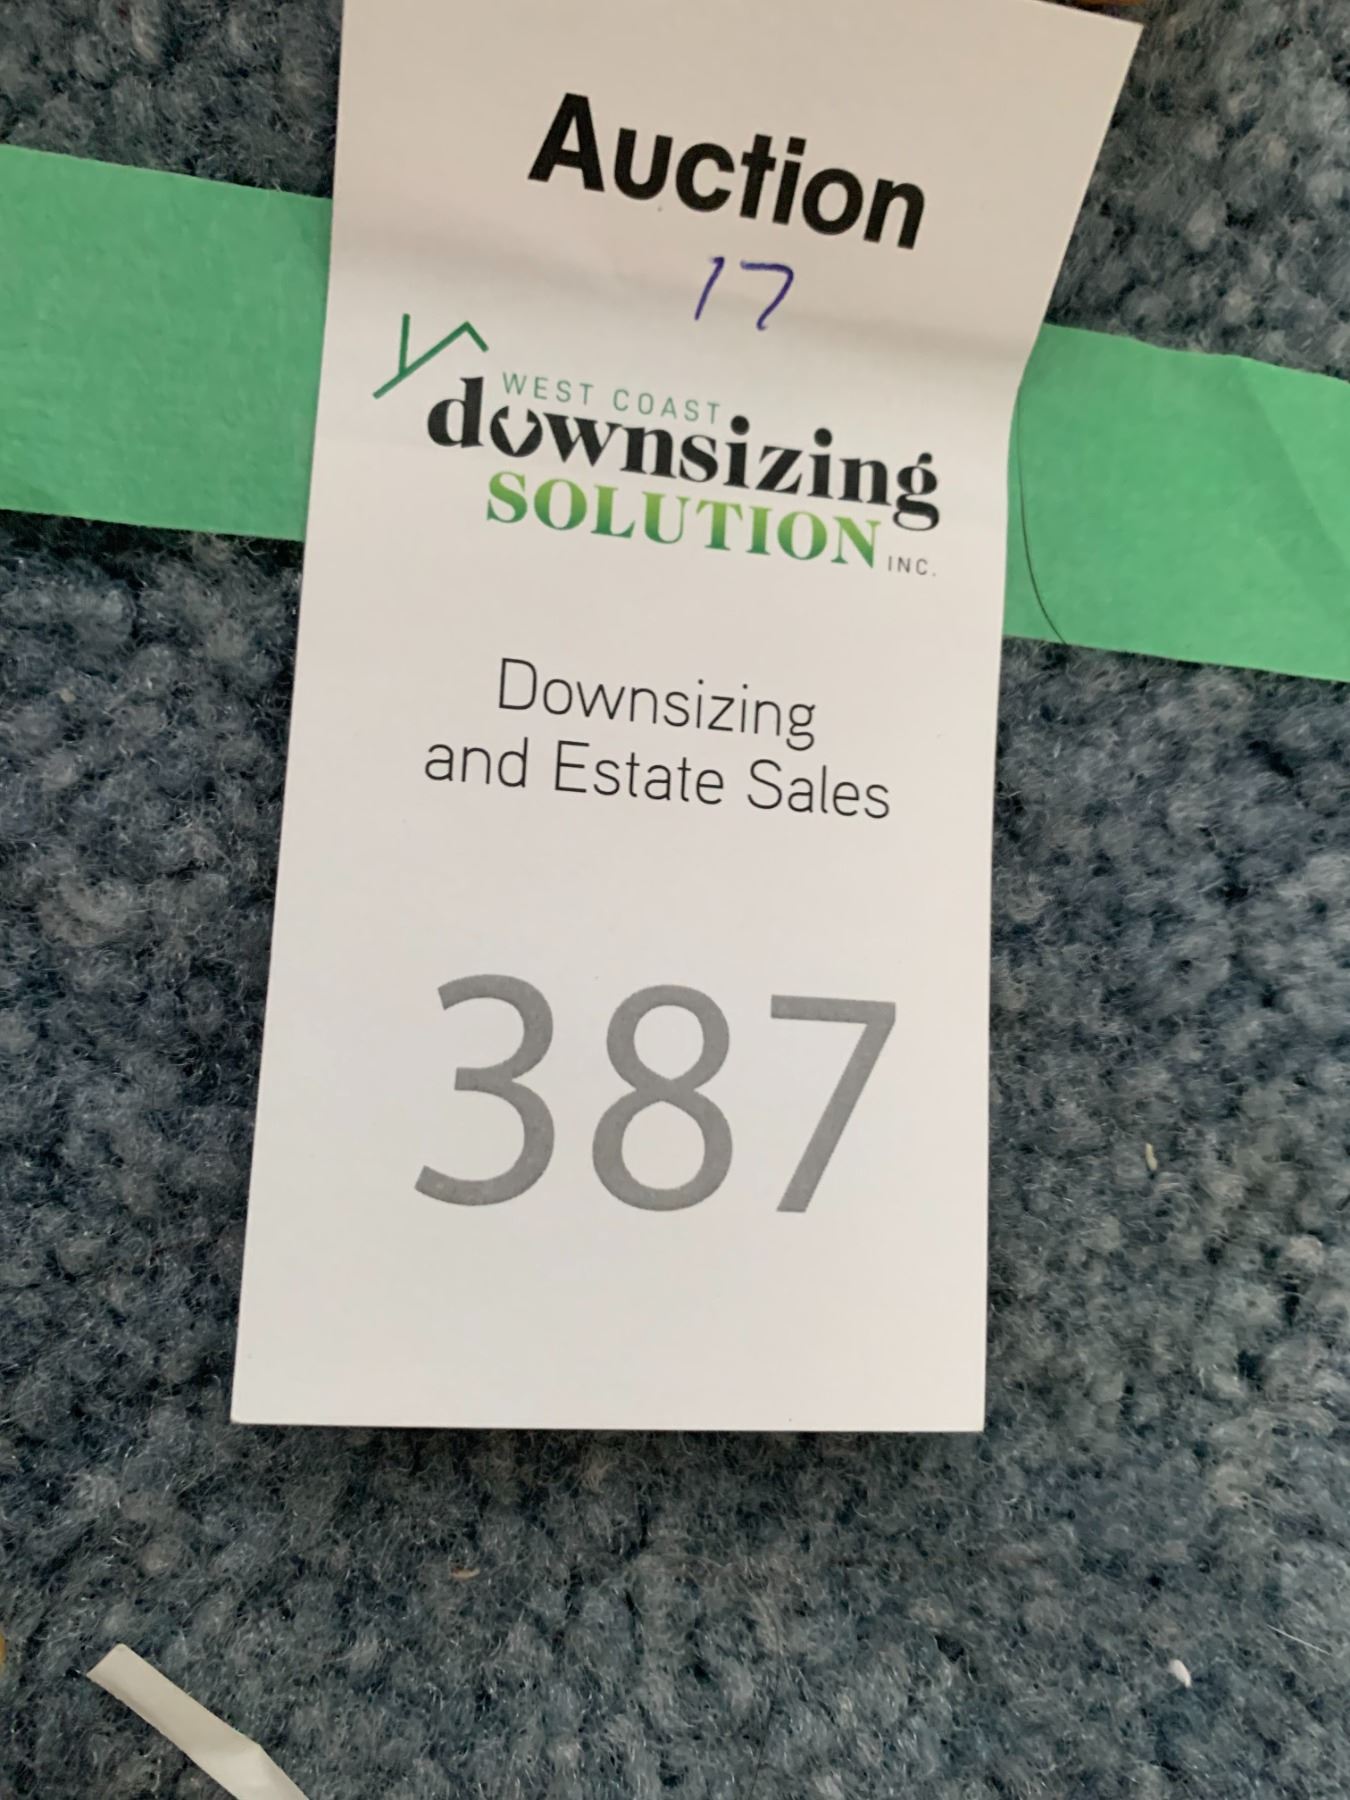 Auction
17
WEST COAST
downsizing
SOLUTION INC.
Downsizing
and Estate Sales
387